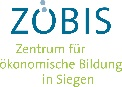 ZÖBIS
Zentrum für
ökonomische Bildung
in Siegen